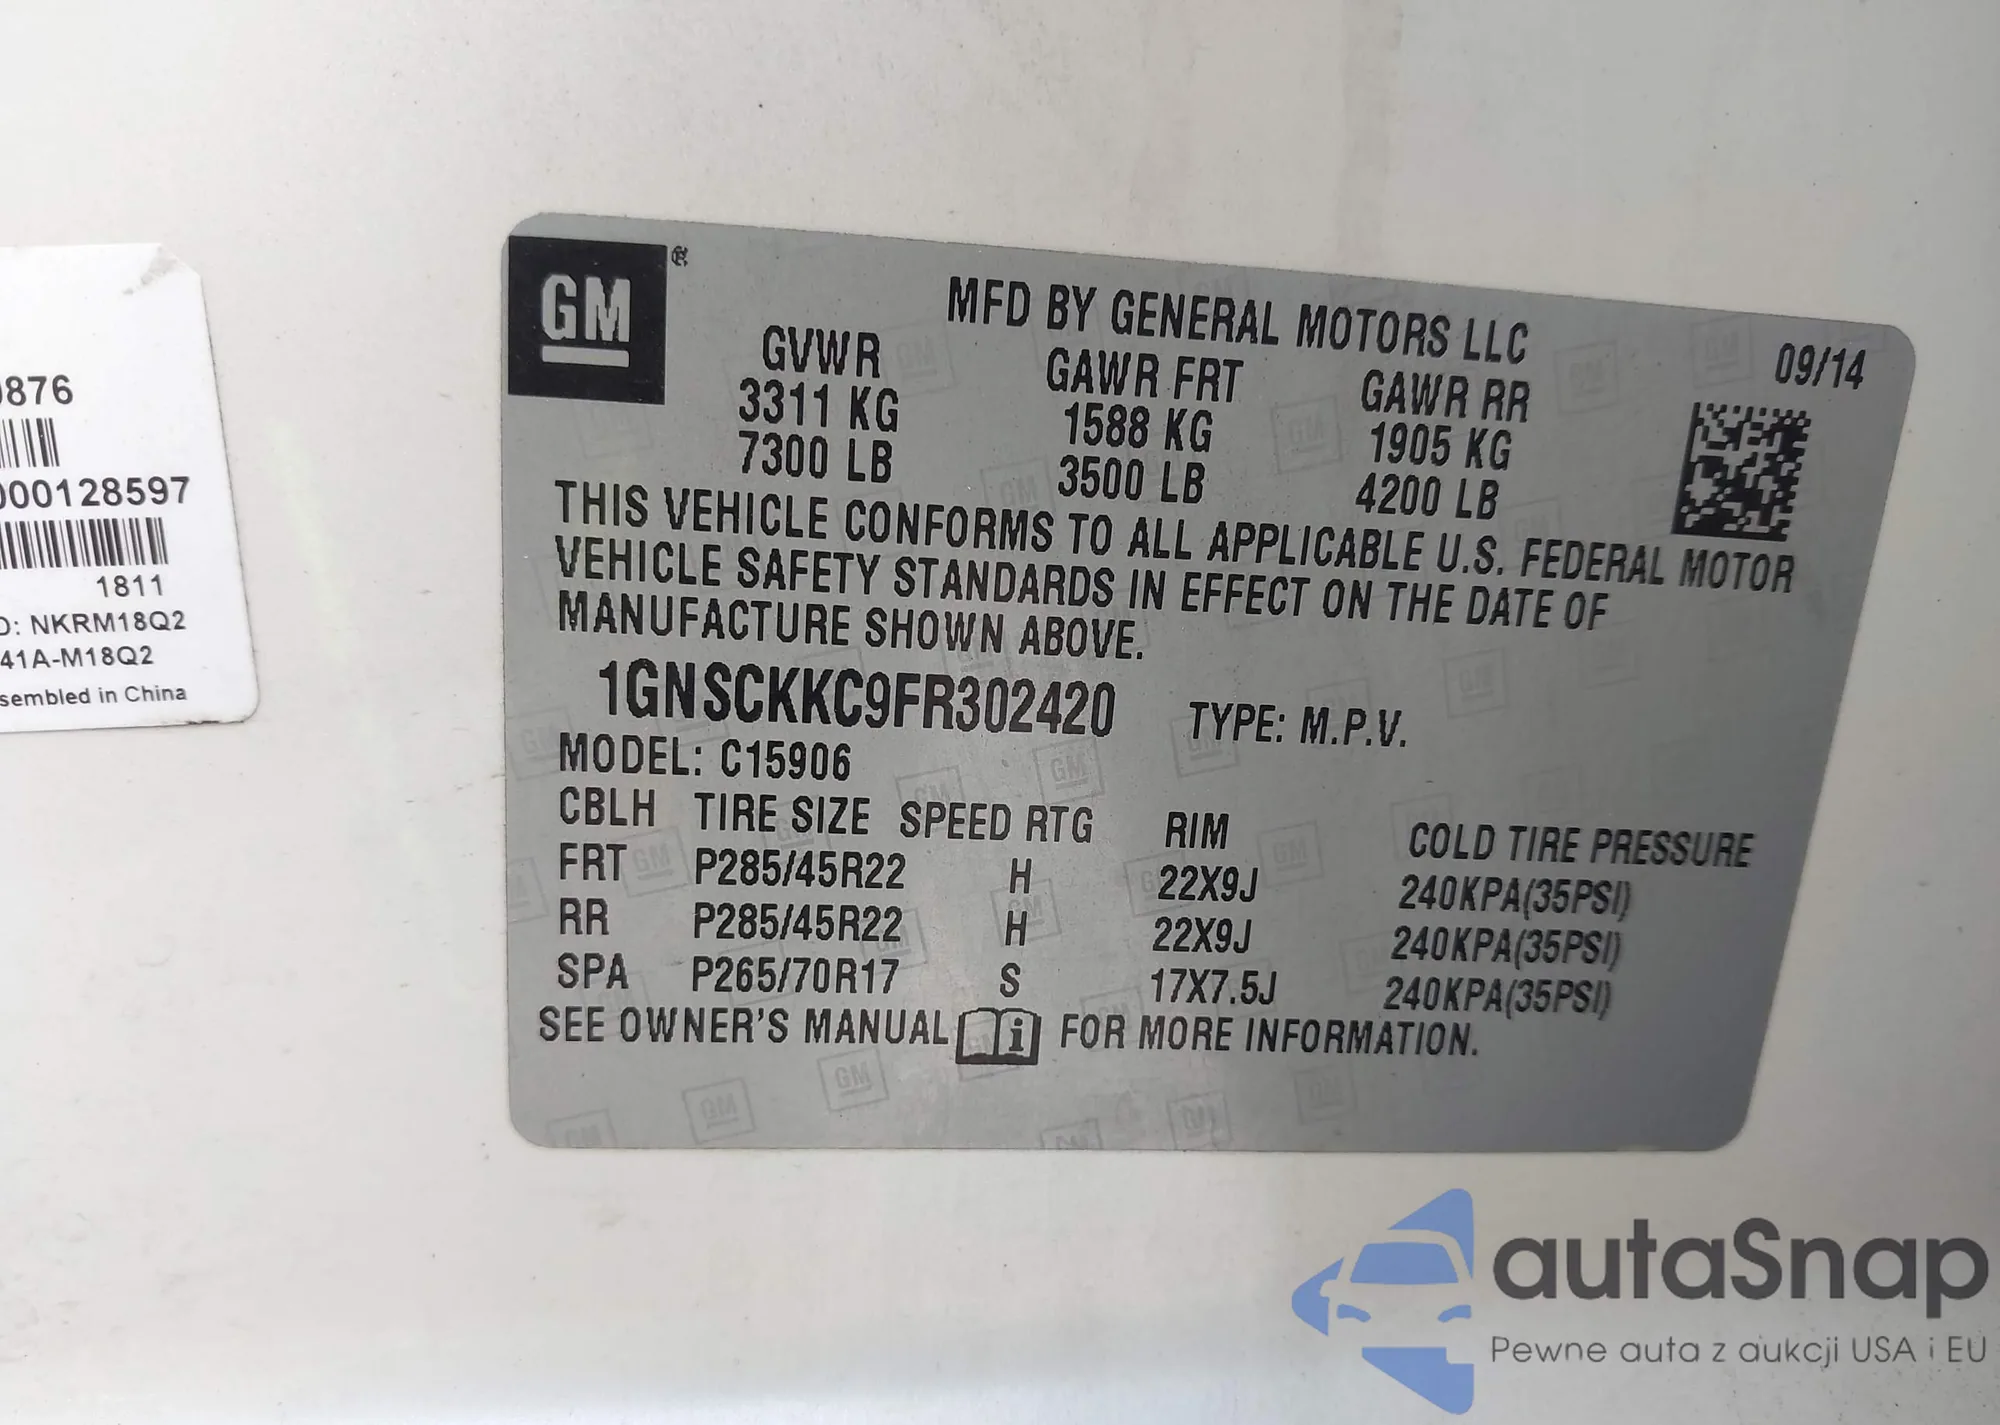 0876
000128597
1811
D: NKRM18Q2
41A-M18Q2
sembled in China
GM
MFD BY GENERAL MOTORS LLC
09/14
GVWR GAWR FRT GAWR RR
3311 KG 1588 KG 1905 KG
7300 LB 3500 LB 4200 LB
THIS VEHICLE CONFORMS TO ALL APPLICABLE U.S. FEDERAL MOTOR
VEHICLE SAFETY STANDARDS IN EFFECT ON THE DATE OF
MANUFACTURE SHOWN ABOVE.
1GNSCKKC9FR302420 TYPE: M.P.V.
MODEL: C15906
CBLH TIRE SIZE SPEED RTG RIM COLD TIRE PRESSURE
FRT P285/45R22 H 22X9J 240KPA(35PSI)
RR P285/45R22 H 22X9J 240KPA(35PSI)
SPA P265/70R17 S 17X7.5J 240KPA(35PSI)
SEE OWNER'S MANUAL i FOR MORE INFORMATION.
autaSnap
Pewne auta z aukcji USA i EU